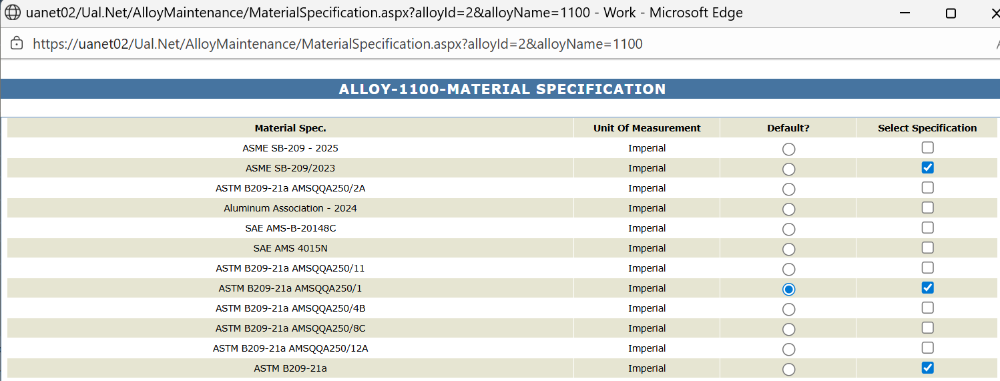 uanet02/Ual.Net/AlloyMaintenance/MaterialSpecification.aspx?alloyId=2&alloyName=1100 - Work - Microsoft Edge
https://uanet02/Ual.Net/AlloyMaintenance/MaterialSpecification.aspx?alloyId=2&alloyName=1100
ALLOY-1100-MATERIAL SPECIFICATION
Material Spec. Unit Of Measurement Default? Select Specification
ASME SB-209 - 2025 Imperial
ASME SB-209/2023 Imperial
ASTM B209-21a AMSQQA250/2A Imperial
Aluminum Association - 2024 Imperial
SAE AMS-B-20148C Imperial
SAE AMS 4015N Imperial
ASTM B209-21a AMSQQA250/11 Imperial
ASTM B209-21a AMSQQA250/1 Imperial
ASTM B209-21a AMSQQA250/4B Imperial
ASTM B209-21a AMSQQA250/8C Imperial
ASTM B209-21a AMSQQA250/12A Imperial
ASTM B209-21a Imperial